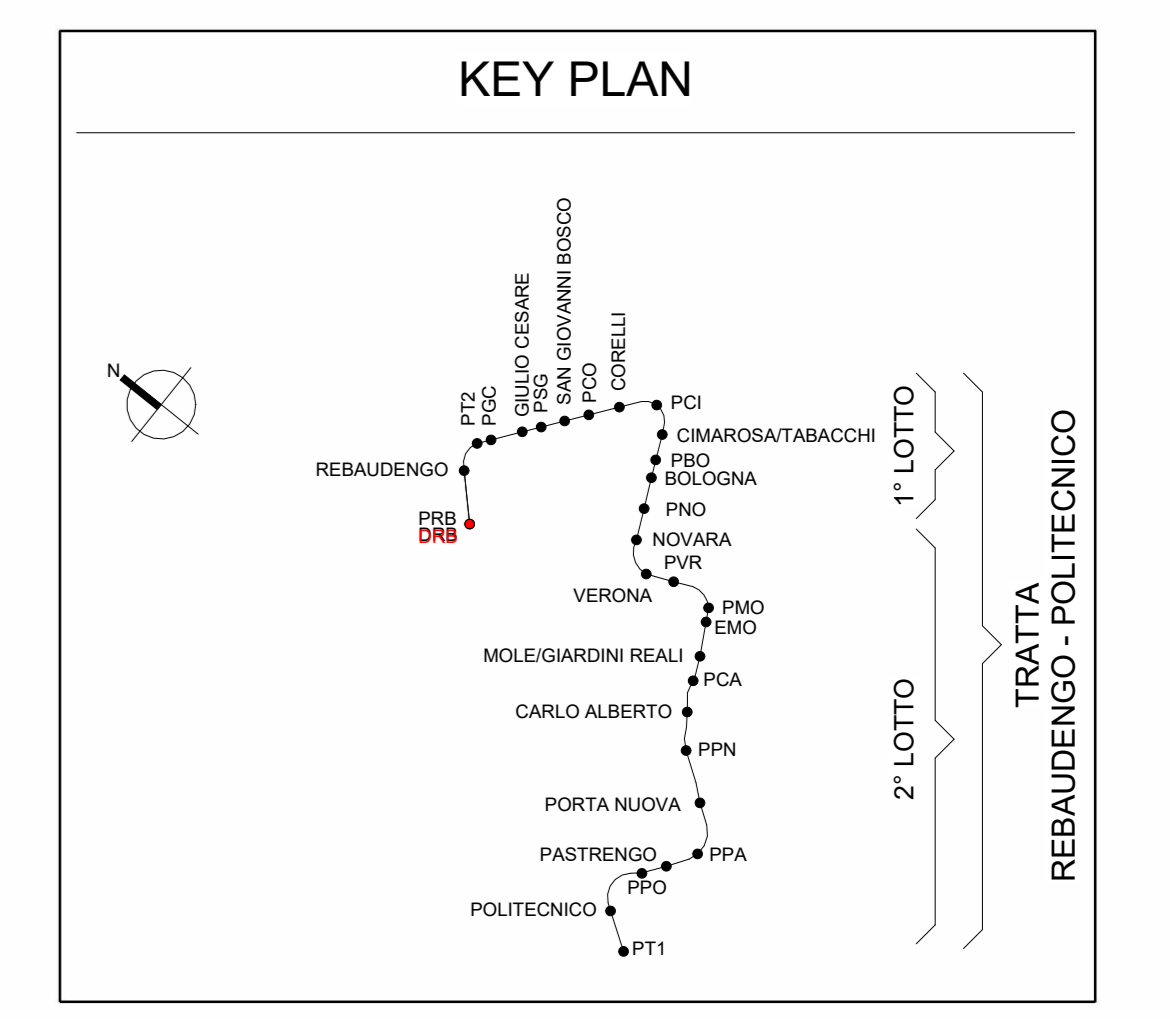 KEY PLAN
N
PT2
PGC
GIULIO CESARE
PSG
SAN GIOVANNI BOSCO
PCO
CORELLI
PCI
CIMAROSA/TABACCHI
REBAUDENGO
PBO
BOLOGNA
PRB
DRB
PNO
NOVARA
PVR
VERONA
PMO
EMO
MOLE/GIARDINI REALI
PCA
CARLO ALBERTO
PPN
PORTA NUOVA
PASTRENGO
PPA
PPO
POLITECNICO
PT1
1° LOTTO
2° LOTTO
TRATTA
REBAUDENGO - POLITECNICO